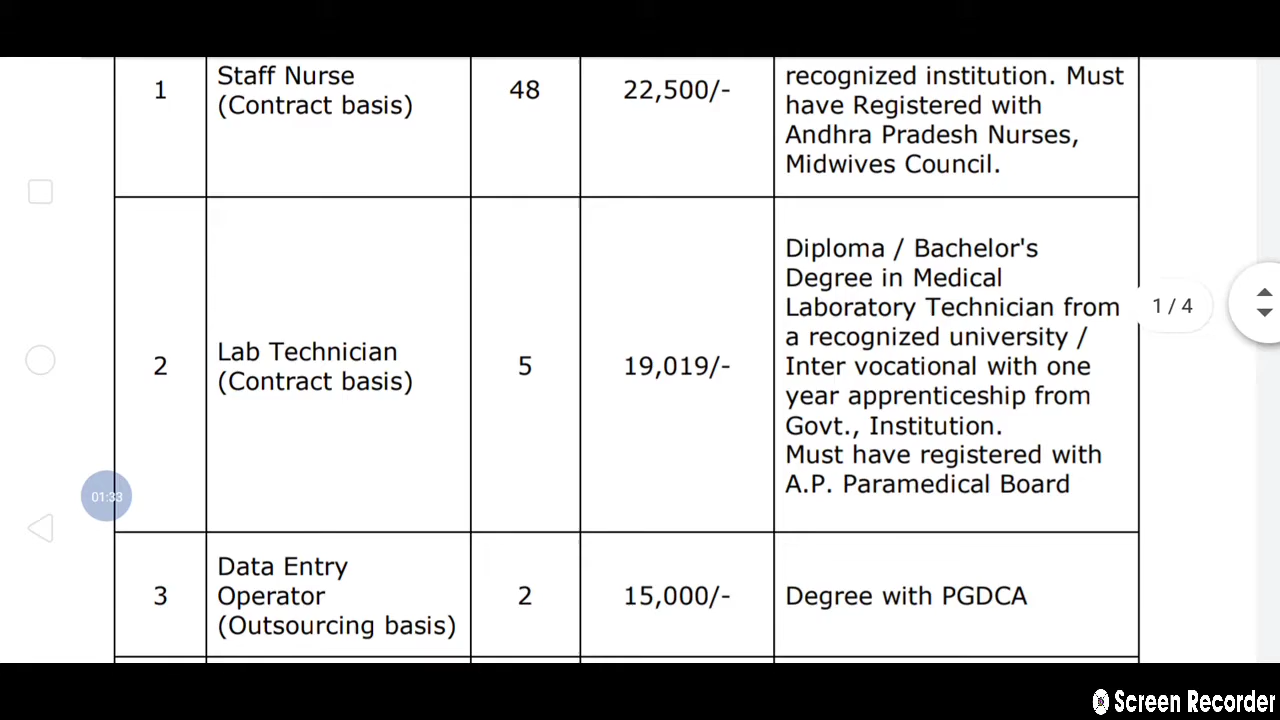 1
Staff Nurse
(Contract basis)
48
22,500/-
recognized institution. Must
have Registered with
Andhra Pradesh Nurses,
Midwives Council.
2
Lab Technician
(Contract basis)
5
19,019/-
Diploma / Bachelor's
Degree in Medical
Laboratory Technician from
a recognized university /
Inter vocational with one
year apprenticeship from
Govt., Institution.
Must have registered with
A.P. Paramedical Board
1 / 4
01:33
3
Data Entry
Operator
(Outsourcing basis)
2
15,000/-
Degree with PGDCA
Screen Recorder